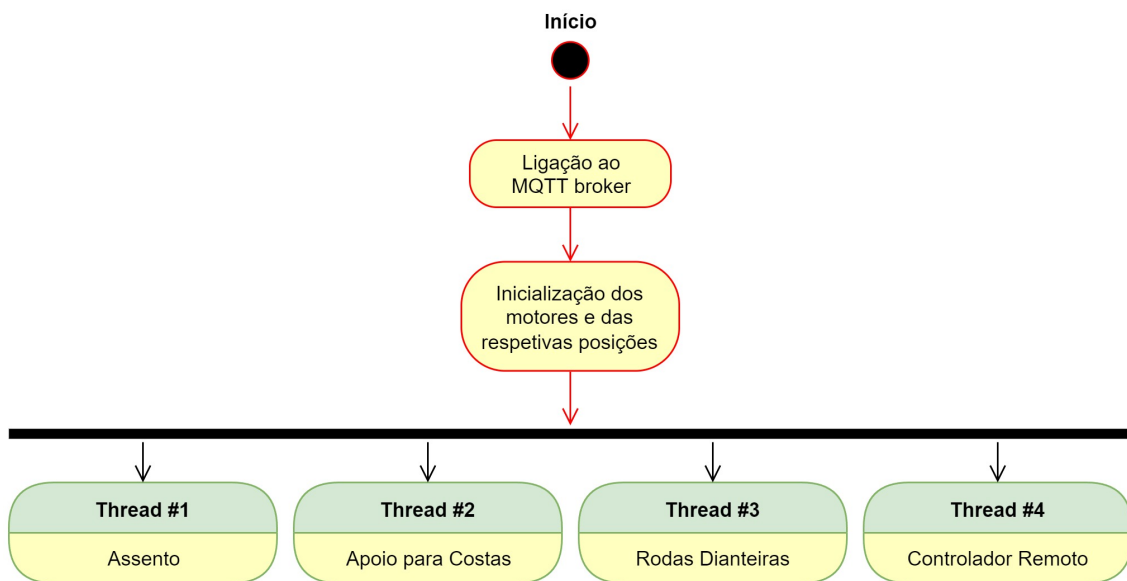 Início
Ligação ao
MQTT broker
Inicialização dos
motores e das
respetivas posições
Thread #1
Assento
Thread #2
Apoio para Costas
Thread #3
Rodas Dianteiras
Thread #4
Controlador Remoto